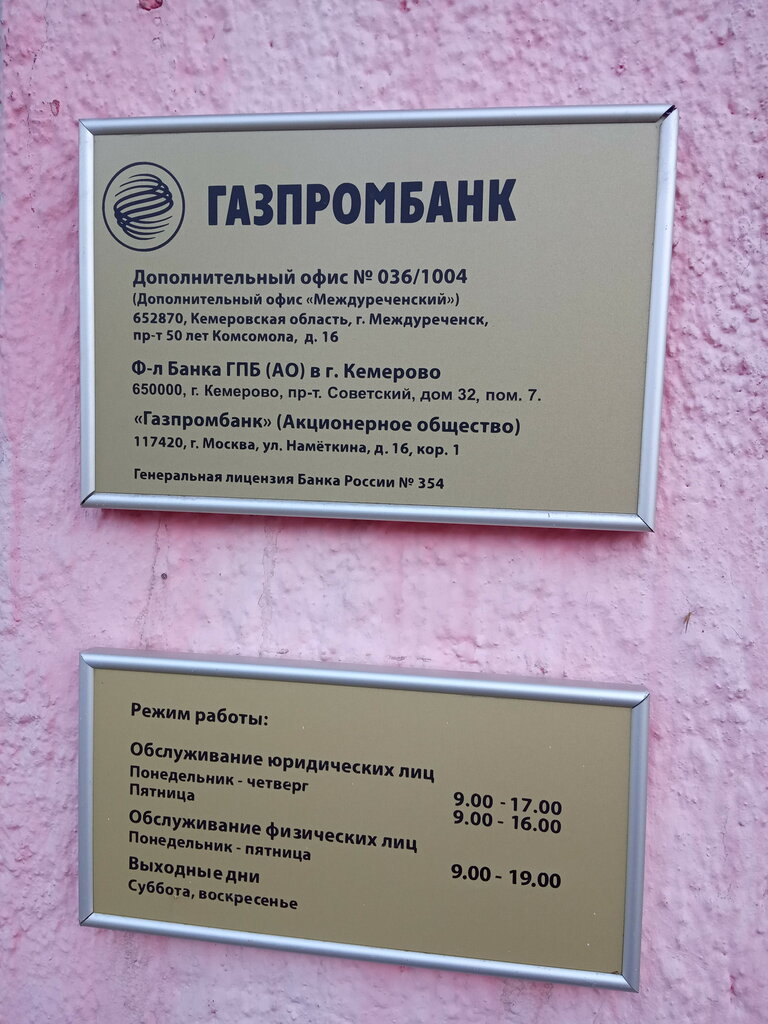 ГАЗПРОМБАНК
Дополнительный офис № 036/1004
(Дополнительный офис «Междуреченский»)
652870, Кемеровская область, г. Междуреченск,
пр-т 50 лет Комсомола, д. 16
Ф-л Банка ГПБ (АО) в г. Кемерово
650000, г. Кемерово, пр-т. Советский, дом 32, пом. 7.
«Газпромбанк» (Акционерное общество)
117420, г. Москва, ул. Намёткина, д. 16, кор. 1
Генеральная лицензия Банка России № 354
Режим работы:
Обслуживание юридических лиц
Понедельник - четверг 9.00 - 17.00
Пятница 9.00 - 16.00
Обслуживание физических лиц
Понедельник - пятница 9.00 - 19.00
Выходные дни
Суббота, воскресенье